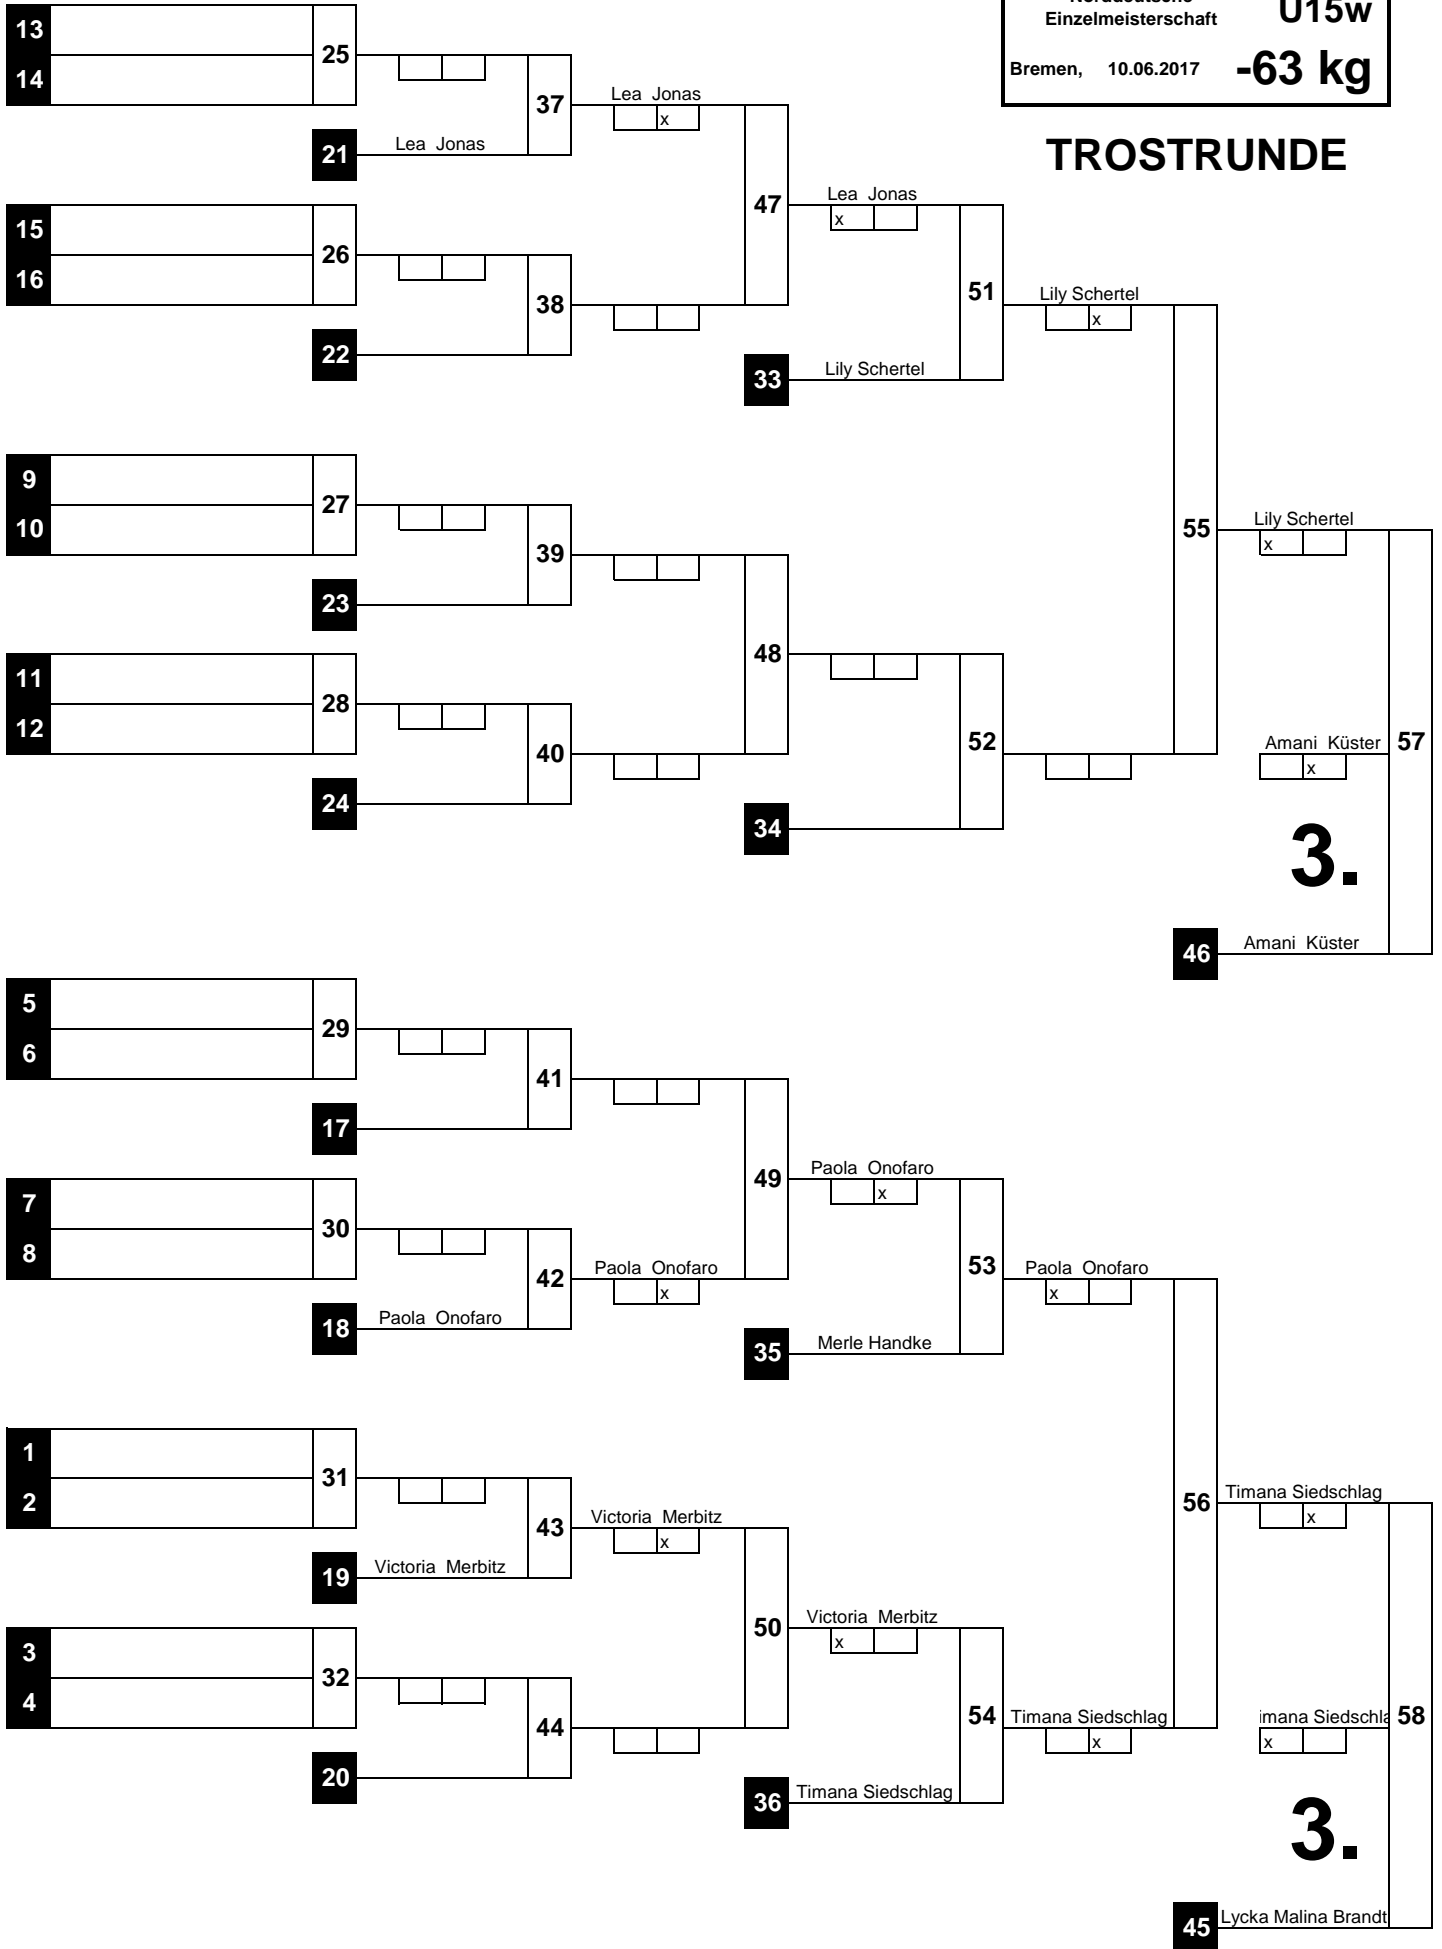 Norddeutsche
Einzelmeisterschaft
U15w
Bremen, 10.06.2017
-63 kg
TROSTRUNDE
13
14
25
21
Lea Jonas
37
Lea Jonas
x
15
16
26
22
38
47
Lea Jonas
x
33
Lily Schertel
51
Lily Schertel
x
9
10
27
23
39
11
12
28
24
40
48
34
52
55
Lily Schertel
x
Amani Küster
x
57
3.
46
Amani Küster
5
6
29
17
41
7
8
30
18
Paola Onofaro
42
Paola Onofaro
x
49
Paola Onofaro
x
35
Merle Handke
53
Paola Onofaro
x
1
2
31
19
Victoria Merbitz
43
Victoria Merbitz
x
3
4
32
20
44
50
Victoria Merbitz
x
36
Timana Siedschlag
54
Timana Siedschlag
x
56
Timana Siedschlag
x
imana Siedschla
x
58
3.
45
Lycka Malina Brandt